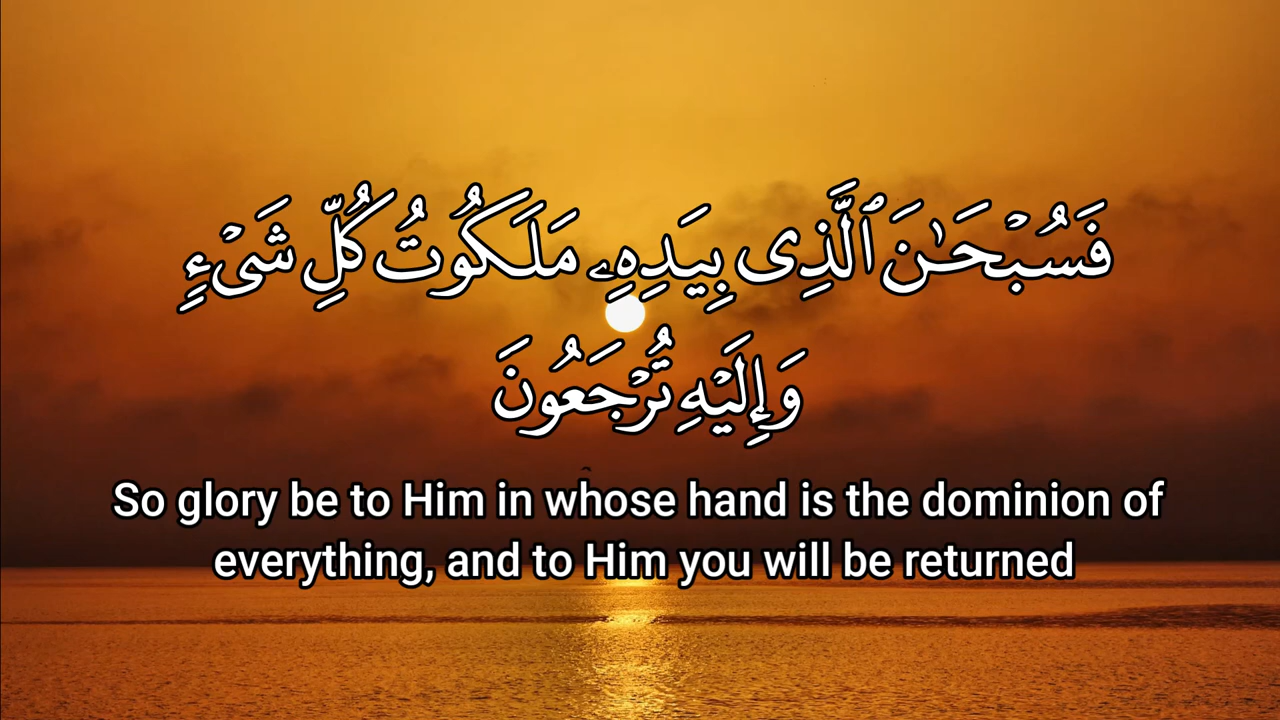 فَسُبْحَـٰنَ ٱلَّذِى بِيَدِهِۦ مَلَكُوتُ كُلِّ شَىْءٍ
وَإِلَيْهِ تُرْجَعُونَ
So glory be to Him in whose hand is the dominion of
everything, and to Him you will be returned